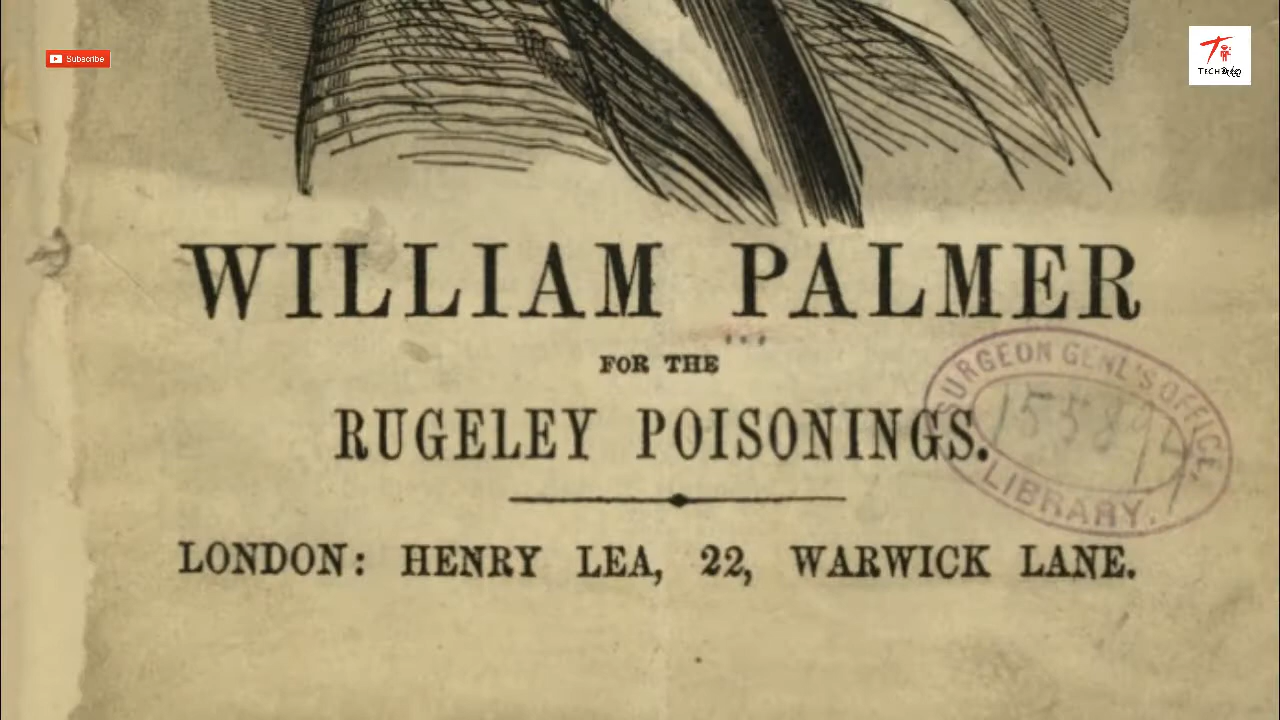 Subscribe
WILLIAM PALMER
FOR THE
RUGELEY POISONINGS.
SURGEON GENL'S OFFICE,
LIBRARY.
LONDON: HENRY LEA, 22, WARWICK LANE.